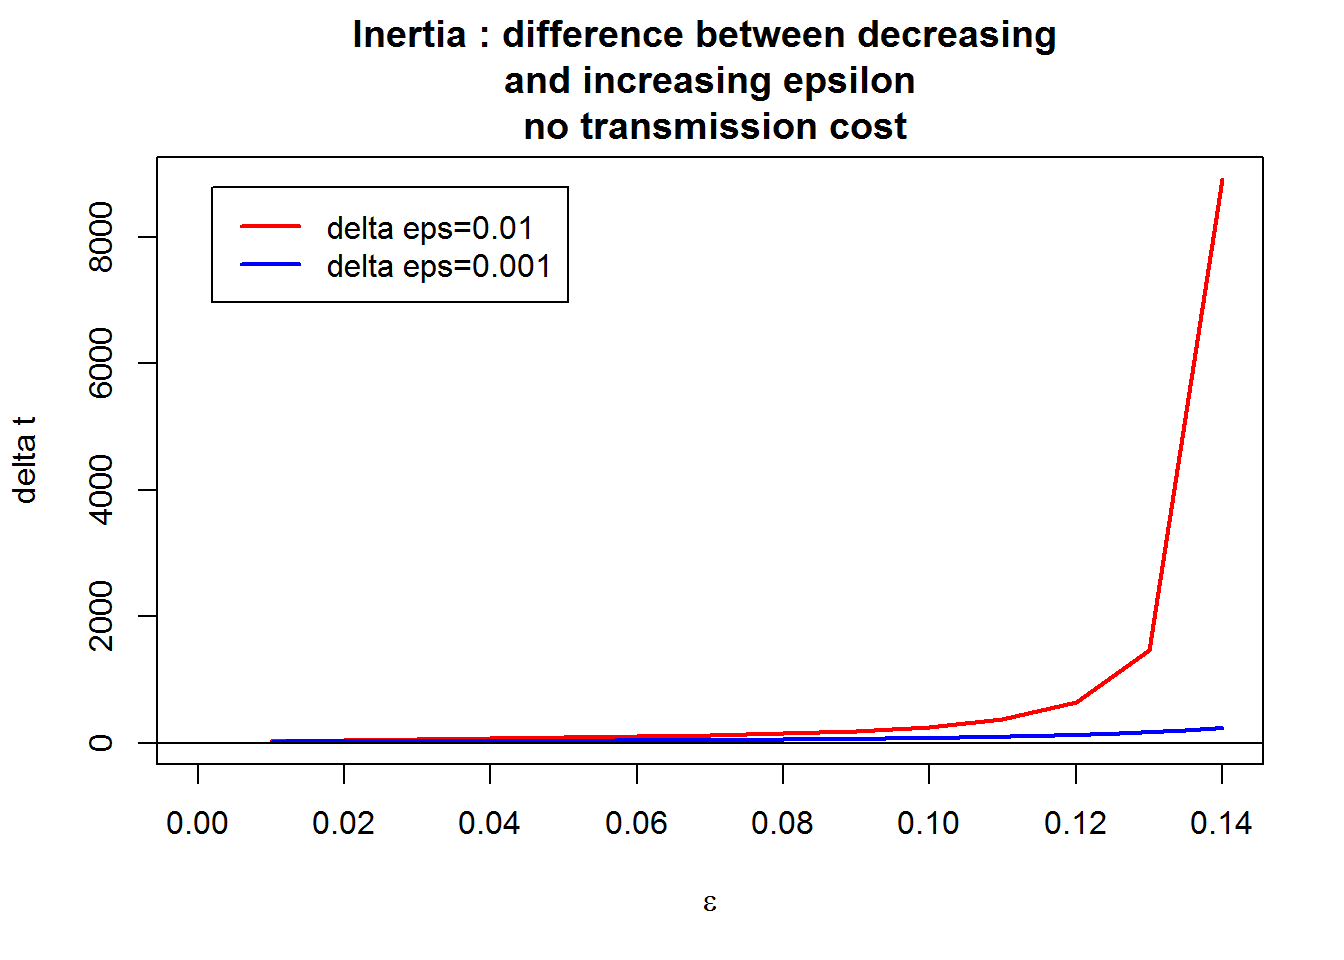 Inertia : difference between decreasing
and increasing epsilon
no transmission cost
delta eps=0.01
delta eps=0.001
8000
6000
4000
2000
0
delta t
0.00 0.02 0.04 0.06 0.08 0.10 0.12 0.14
ε